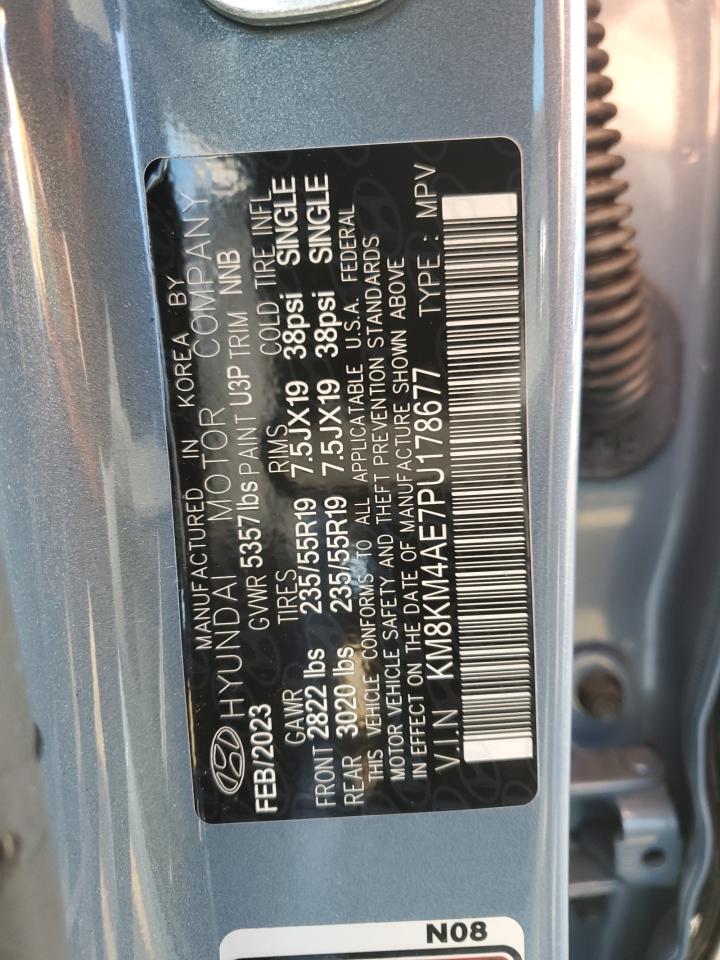 MANUFACTURED IN KOREA BY
HYUNDAI MOTOR COMPANY
FEB/2023 GVWR 5357lbs PAINT U3P TRIM NNB
GAWR TIRES RIMS COLD TIRE INFL
FRONT 2822 lbs 235/55R19 7.5JX19 38psi SINGLE
REAR 3020 lbs 235/55R19 7.5JX19 38psi SINGLE
THIS VEHICLE CONFORMS TO ALL APPLICATABLE U.S.A. FEDERAL
MOTOR VEHICLE SAFETY AND THEFT PREVENTION STANDARDS
IN EFFECT ON THE DATE OF MANUFACTURE SHOWN ABOVE
V.I.N KM8KM4AE7PU178677 TYPE : MPV
N08